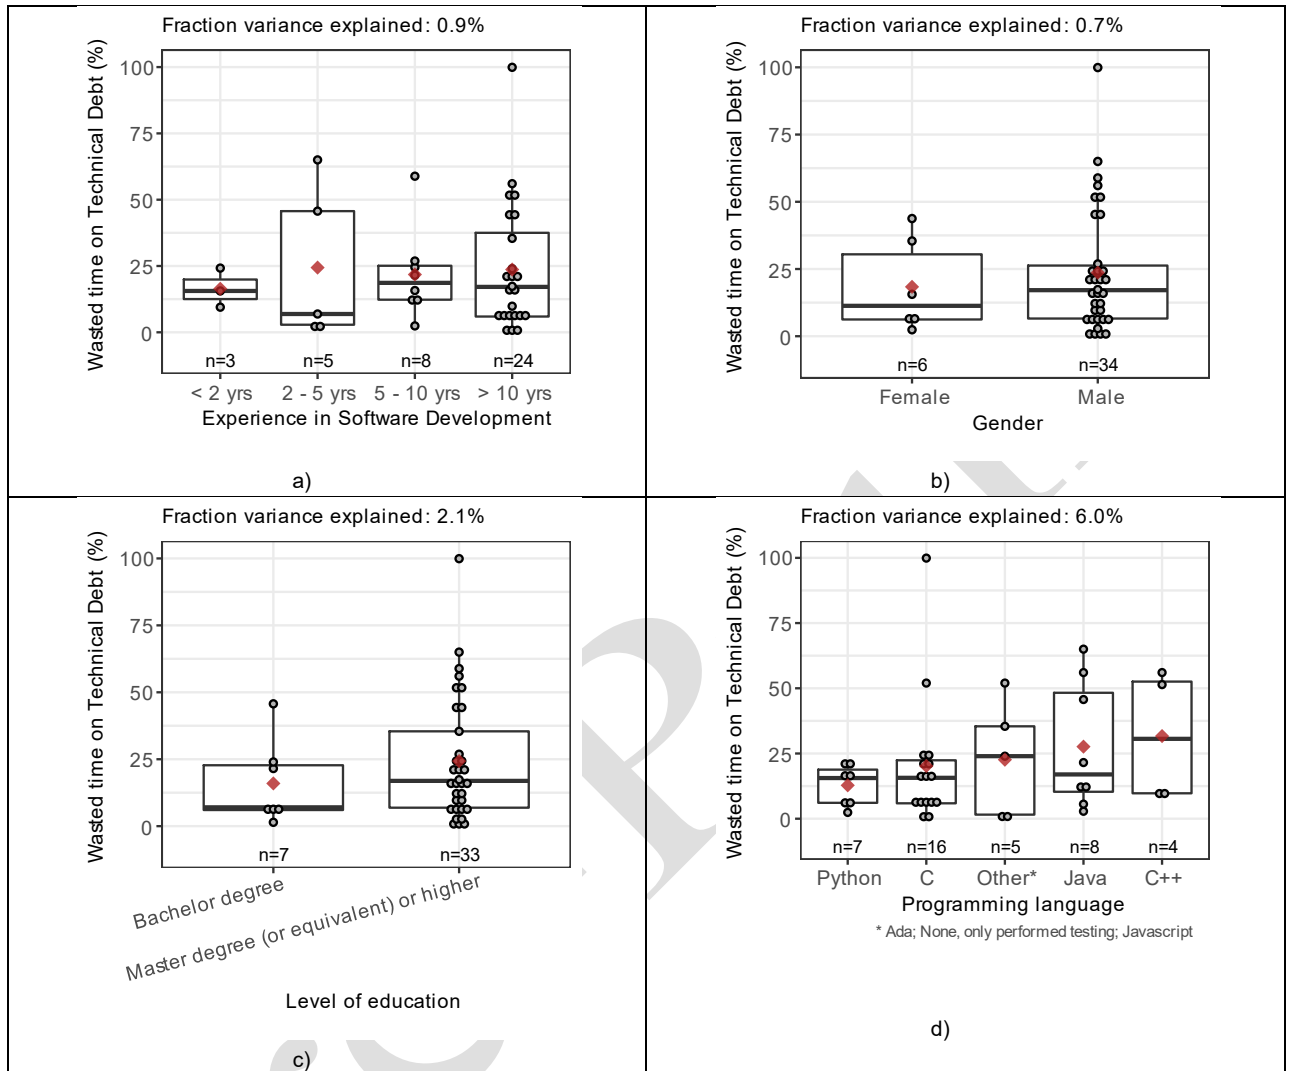 Fraction variance explained: 0.9%
Wasted time on Technical Debt (%)
100
75
50
25
0
n=3 n=5 n=8 n=24
< 2 yrs 2 - 5 yrs 5 - 10 yrs > 10 yrs
Experience in Software Development
a)
Fraction variance explained: 0.7%
Wasted time on Technical Debt (%)
100
75
50
25
0
n=6 n=34
Female Male
Gender
b)
Fraction variance explained: 2.1%
Wasted time on Technical Debt (%)
100
75
50
25
0
n=7 n=33
Bachelor degree
Master degree (or equivalent) or higher
Level of education
c)
Fraction variance explained: 6.0%
Wasted time on Technical Debt (%)
100
75
50
25
0
n=7 n=16 n=5 n=8 n=4
Python C Other* Java C++
Programming language
* Ada; None, only performed testing; Javascript
d)